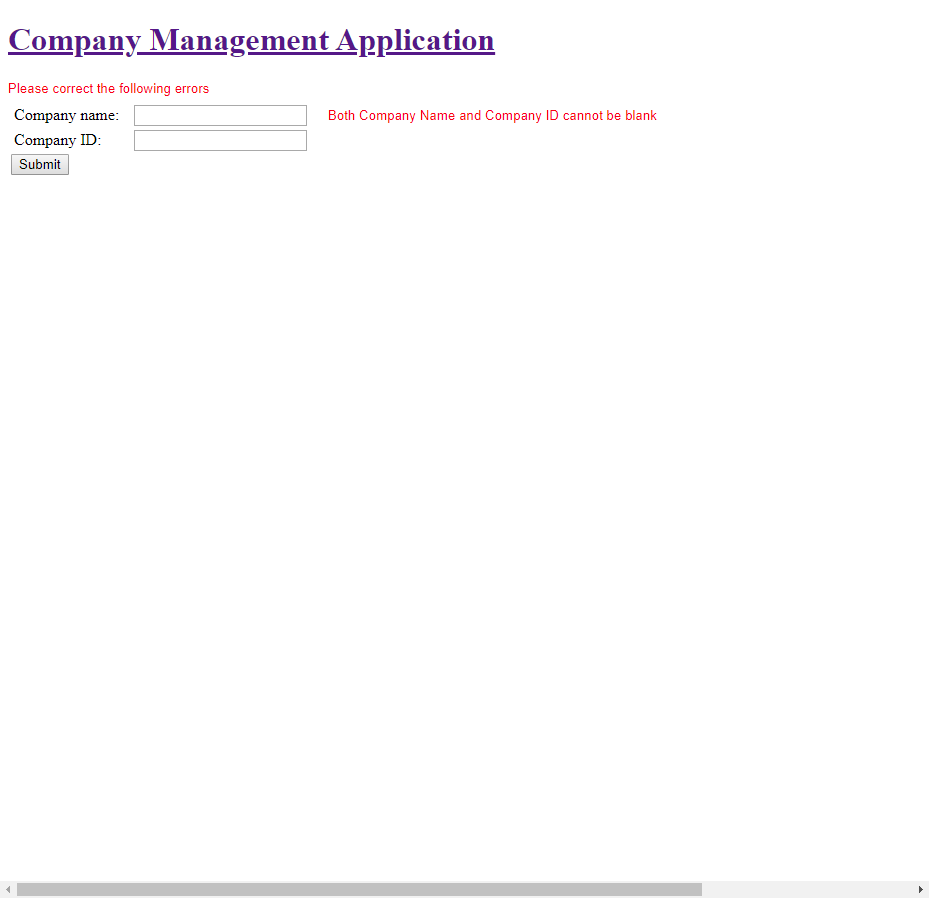 Company Management Application
Please correct the following errors
Company name: Both Company Name and Company ID cannot be blank
Company ID:
Submit